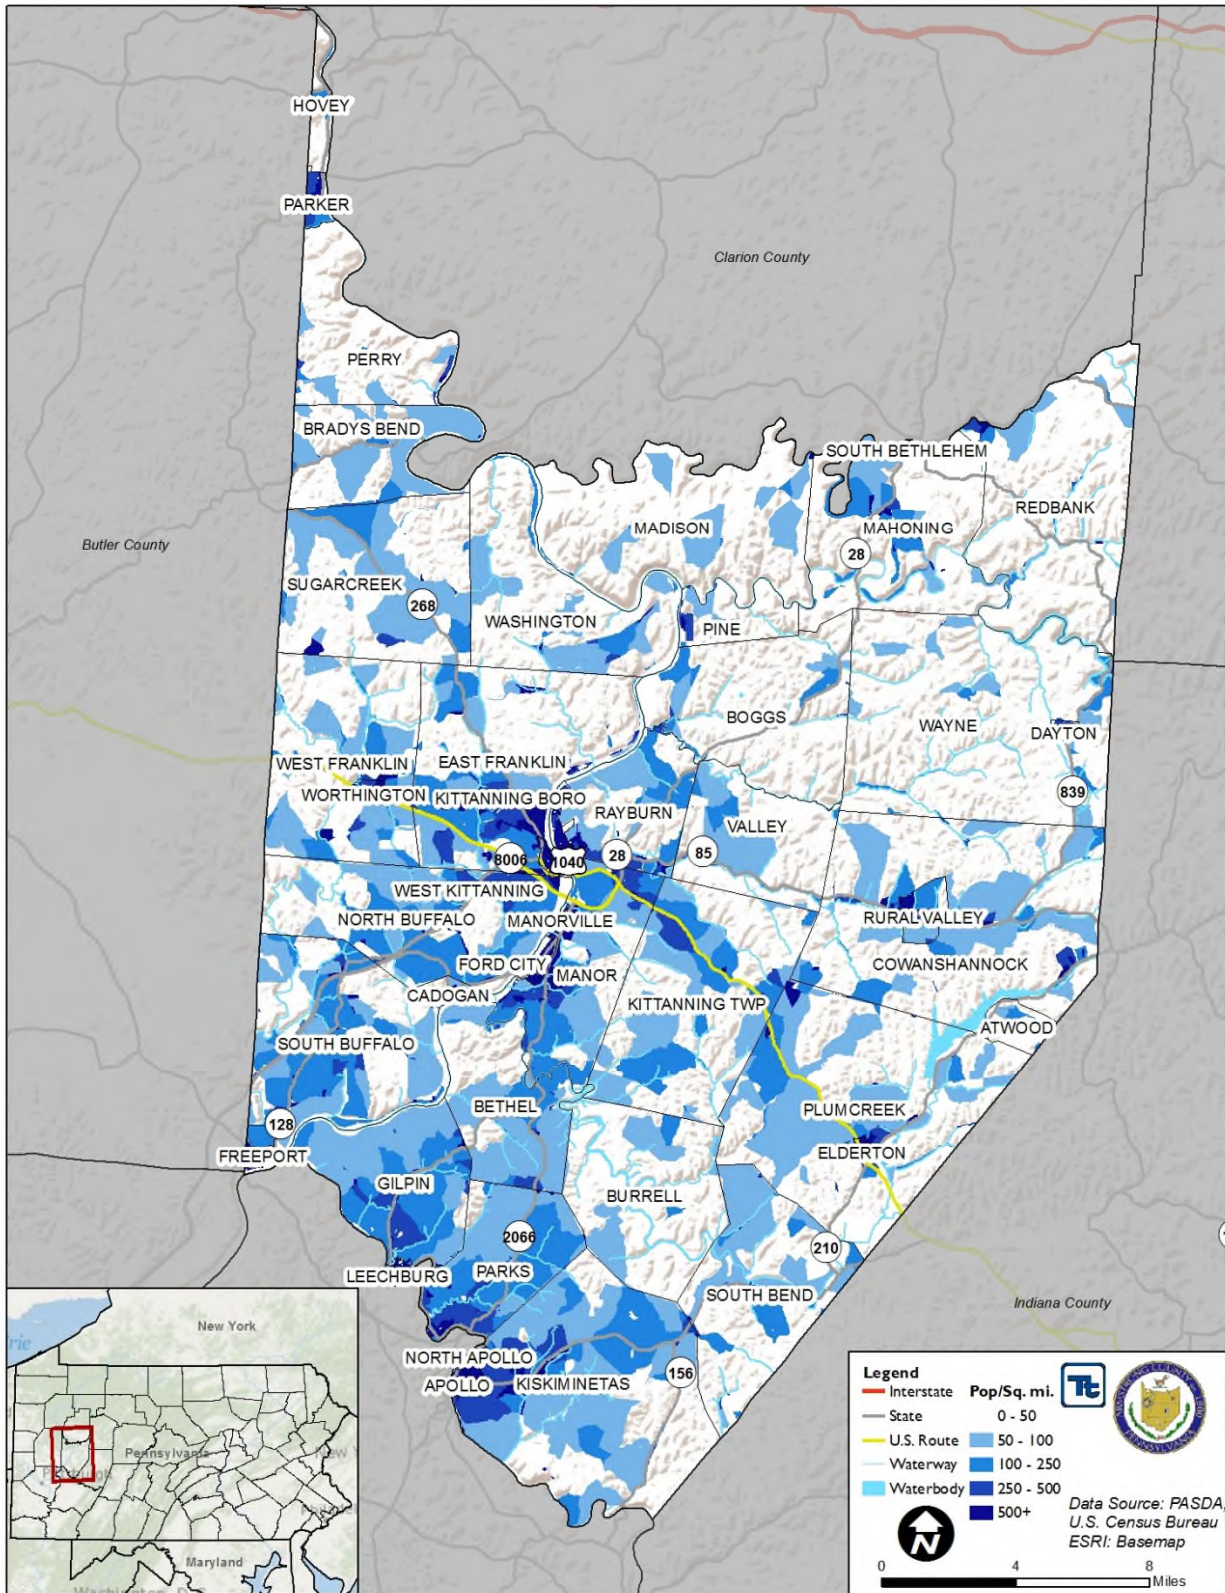 HOVEY
PARKER
Clarion County
PERRY
BRADYS BEND
SOUTH BETHLEHEM
REDBANK
MADISON
MAHONING
28
Butler County
SUGARCREEK
268
WASHINGTON
PINE
BOGGS
WAYNE
DAYTON
WEST FRANKLIN
EAST FRANKLIN
WORTHINGTON
KITTANNING BORO
839
RAYBURN
VALLEY
8006
1040
28
85
WEST KITTANNING
NORTH BUFFALO
MANORVILLE
RURAL VALLEY
FORD CITY
MANOR
COWANSHANNOCK
CADOGAN
KITTANNING TWP
ATWOOD
SOUTH BUFFALO
BETHEL
PLUMCREEK
128
FREEPORT
ELDERTON
GILPIN
BURRELL
2066
210
LEECHBURG
PARKS
SOUTH BEND
Indiana County
NORTH APOLLO
156
APOLLO
KISKIMINETAS
New York
Pennsylvania
Maryland
Legend
Interstate
State
U.S. Route
Waterway
Waterbody
Pop/Sq. mi.
0 - 50
50 - 100
100 - 250
250 - 500
500+
Tt
ARMSTRONG COUNTY
1800
PENNSYLVANIA
N
Data Source: PASDA,
U.S. Census Bureau
ESRI: Basemap
0 4 8
Miles